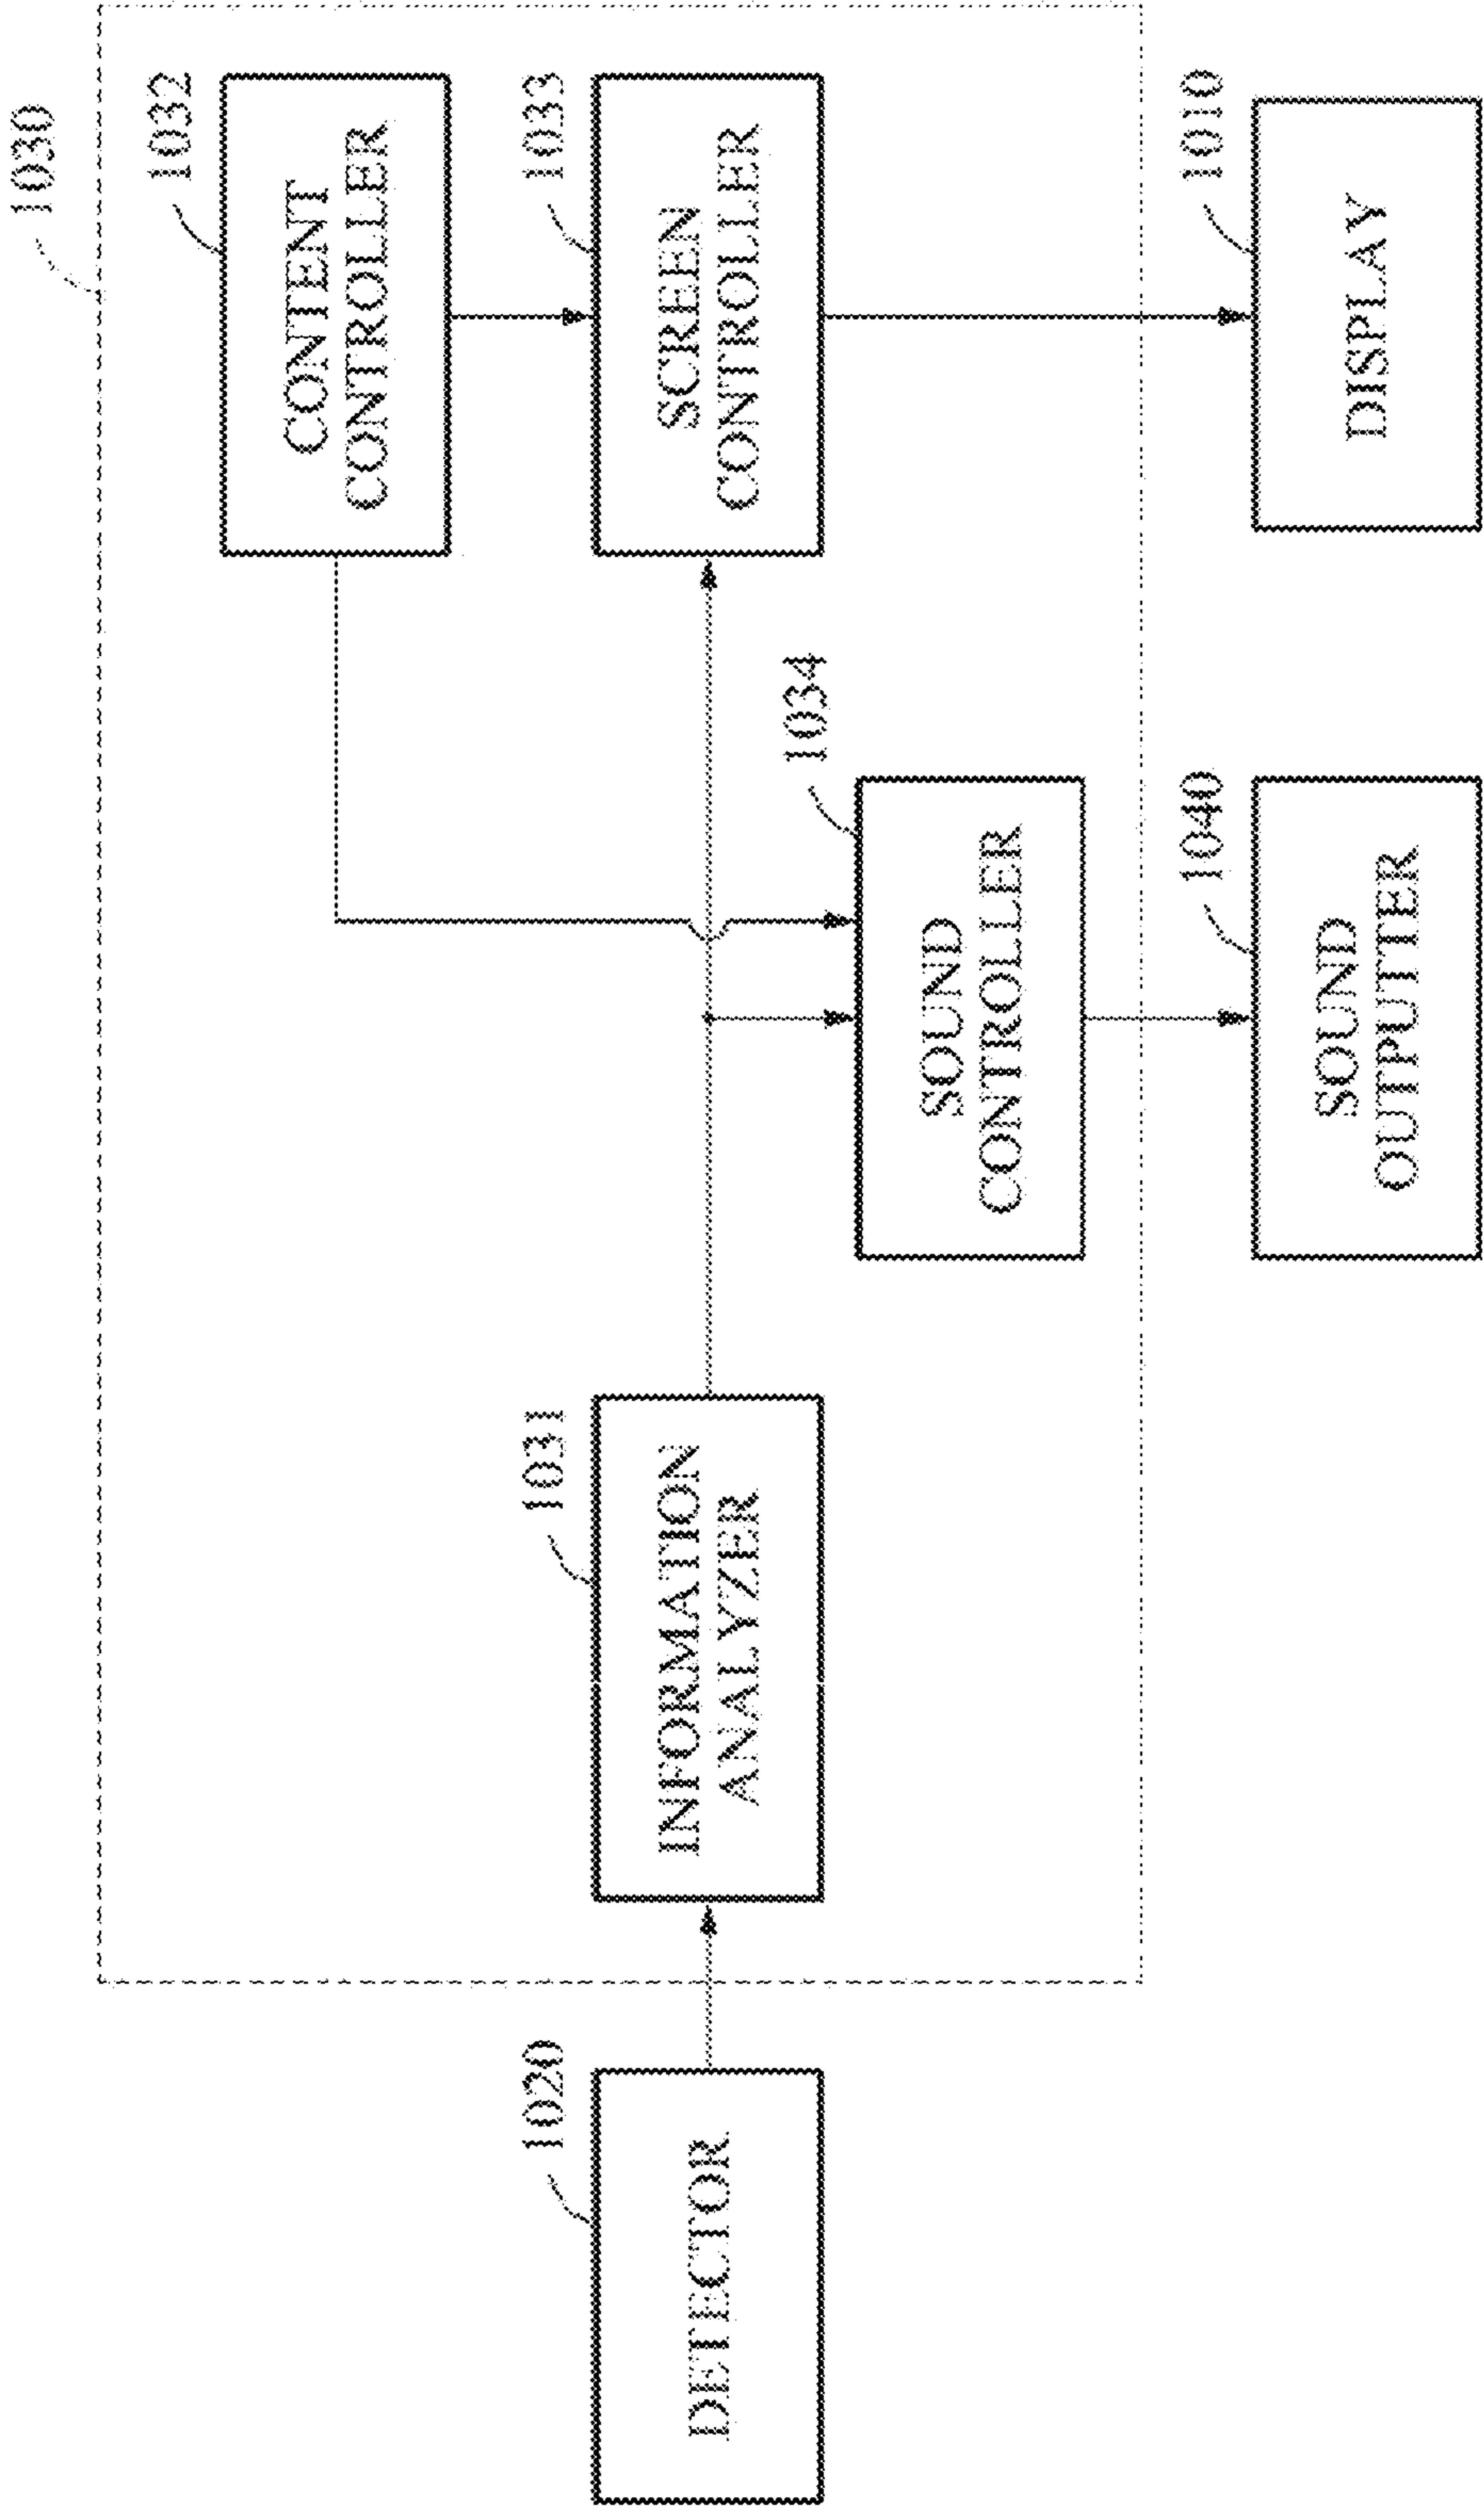 1030
1032
CONTENT
CONTROLLER
1020
DETECTOR
1031
INFORMATION
ANALYZER
1033
SCREEN
CONTROLLER
1034
SOUND
CONTROLLER
1040
SOUND
OUTPUTTER
1010
DISPLAY